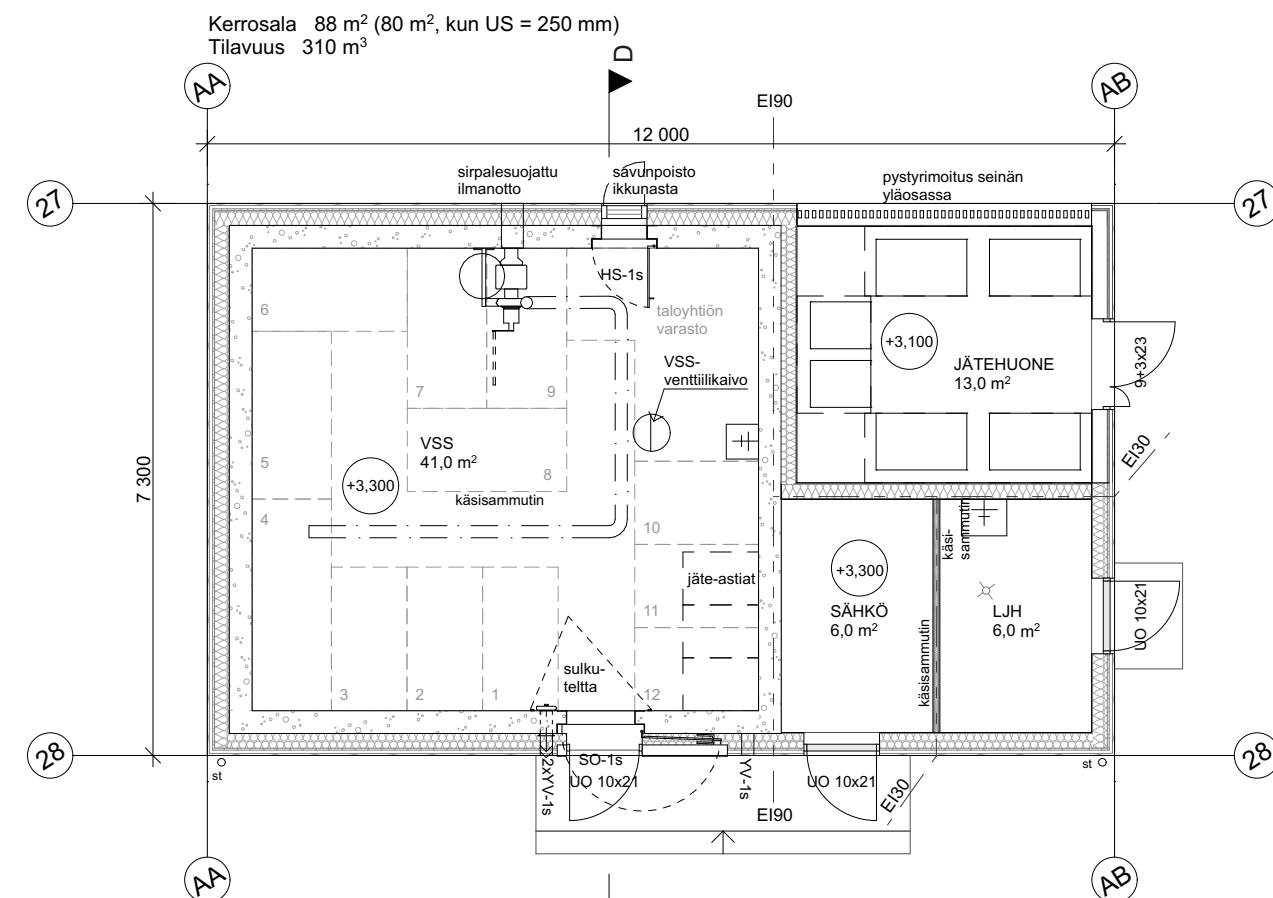 Kerrosala 88 m² (80 m², kun US = 250 mm)
Tilavuus 310 m³
D
AA
AB
EI90
12 000
27
27
sirpalesuojattu
ilmanotto
savunpoisto
ikkunasta
pystyrimoitus seinän
yläosassa
HS-1s
6
taloyhtiön
varasto
+3,100
9+3x23
VSS-
venttiilikaivo
JÄTEHUONE
13,0 m²
7
9
VSS
41,0 m²
8
5
+3,300
käsisammutin
EI30
7 300
4
10
käsi-
sammutin
jäte-astiat
+3,300
SÄHKÖ
6,0 m²
LJH
6,0 m²
UO 10x21
11
käsisammutin
sulku-
teltta
3
2
1
12
28
28
st
2xYV-1s
SO-1s
UO 10x21
YV-1s
UO 10x21
EI30
st
EI90
AA
AB